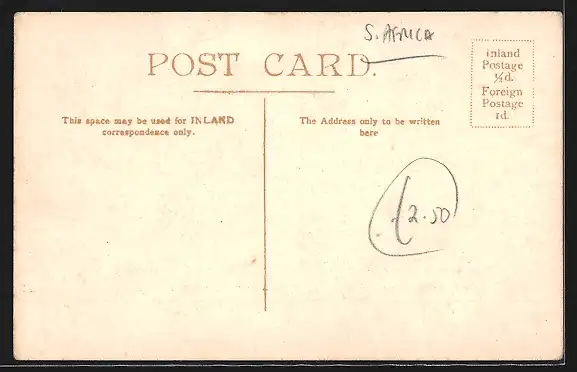 S. AFRICA
POST CARD.
Inland
Postage
½d.
Foreign
Postage
1d.
This space may be used for INLAND
correspondence only.
The Address only to be written
here
£2.50